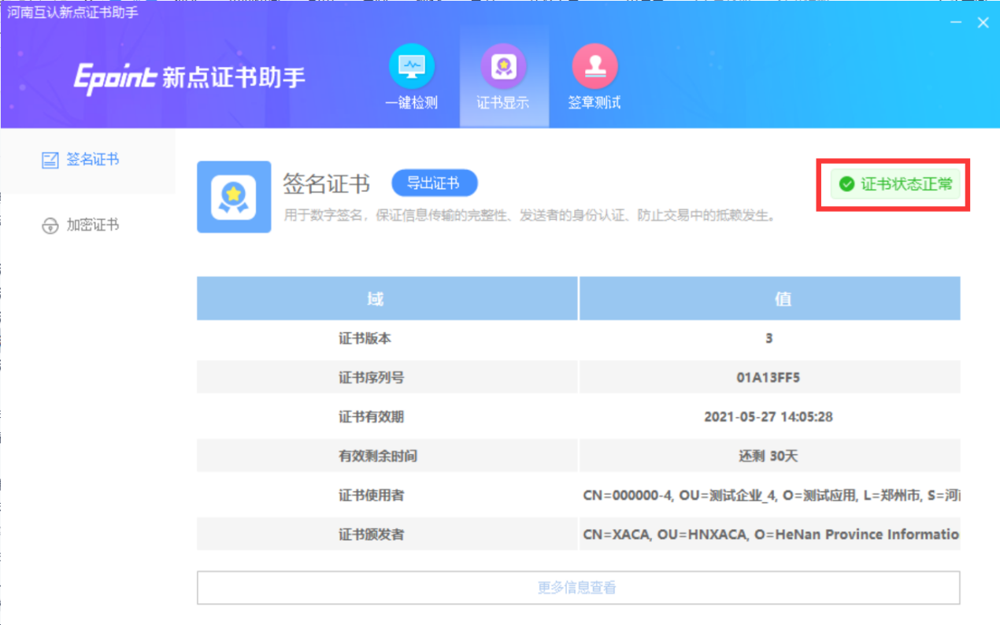 河南互认新点证书助手
Epoint 新点证书助手
一键检测
证书显示
签章测试
签名证书
加密证书
签名证书
导出证书
证书状态正常
用于数字签名，保证信息传输的完整性、发送者的身份认证、防止交易中的抵赖发生。
域 值
证书版本 3
证书序列号 01A13FF5
证书有效期 2021-05-27 14:05:28
有效剩余时间 还剩 30天
证书使用者 CN=000000-4, OU=测试企业_4, O=测试应用, L=郑州市, S=河
证书颁发者 CN=XACA, OU=HNXACA, O=HeNan Province Informatio
更多信息查看